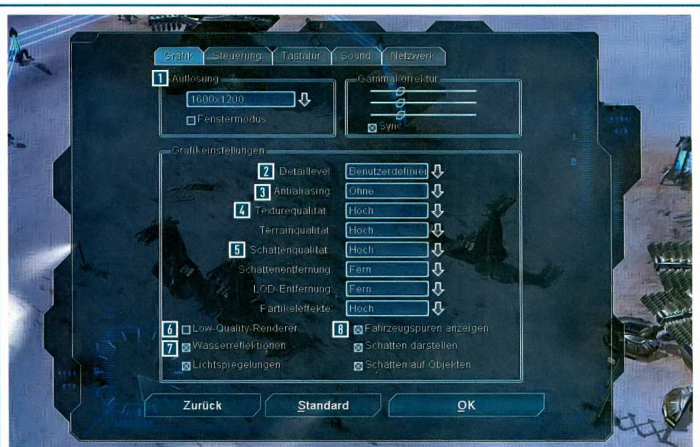 Grafik Steuerung Tastatur Sound Netzwerk
1 Auflösung
1600x1200
Fenstermodus
Gammakorrektur
Sync
Grafikeinstellungen
2 Detaillevel Benutzerdefinier
3 Antialiasing Ohne
4 Texturequalität Hoch
Terrainqualität Hoch
5 Schattenqualität Hoch
Schattenentfernung Fern
LOD-Entfernung Fern
Partikeleffekte Hoch
6 Low-Quality-Renderer
8 Fahrzeugspuren anzeigen
7 Wasserreflektionen
Schatten darstellen
Lichtspiegelungen
Schatten auf Objekten
Zurück Standard OK